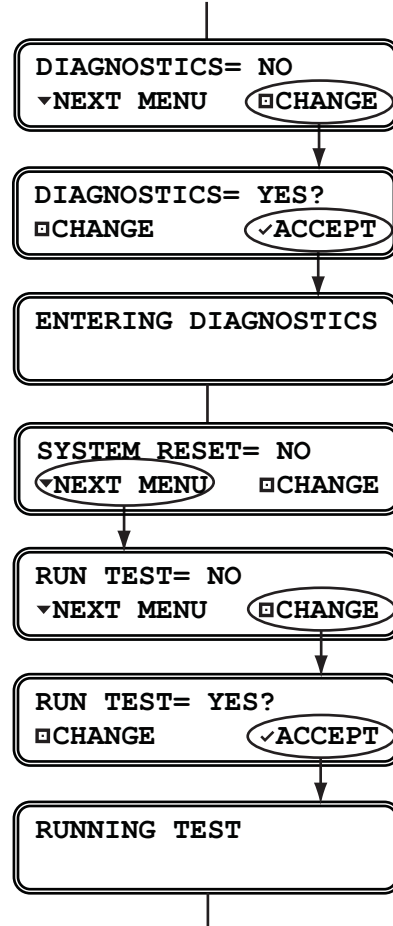 DIAGNOSTICS= NO
▾NEXT MENU ⊡CHANGE
DIAGNOSTICS= YES?
⊡CHANGE ✓ACCEPT
ENTERING DIAGNOSTICS
SYSTEM RESET= NO
▾NEXT MENU ⊡CHANGE
RUN TEST= NO
▾NEXT MENU ⊡CHANGE
RUN TEST= YES?
⊡CHANGE ✓ACCEPT
RUNNING TEST